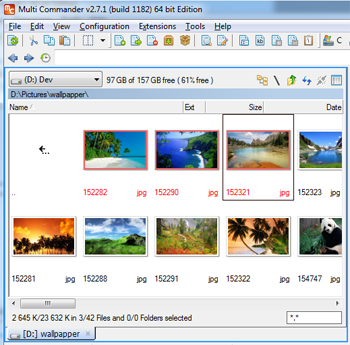 Multi Commander v2.7.1 (build 1182) 64 bit Edition
File Edit View Configuration Extensions Tools Help
(D:) Dev 97 GB of 157 GB free ( 61% free )
D:\Pictures\wallpaper\
Name Ext Size Date
..
152282 jpg 152290 jpg 152321 jpg 152323 jpg
152281 jpg 152288 jpg 152291 jpg 152322 jpg 154747 jpg
2 645 K/23 632 K in 3/42 Files and 0/0 Folders selected *.*
[D:] wallpaper